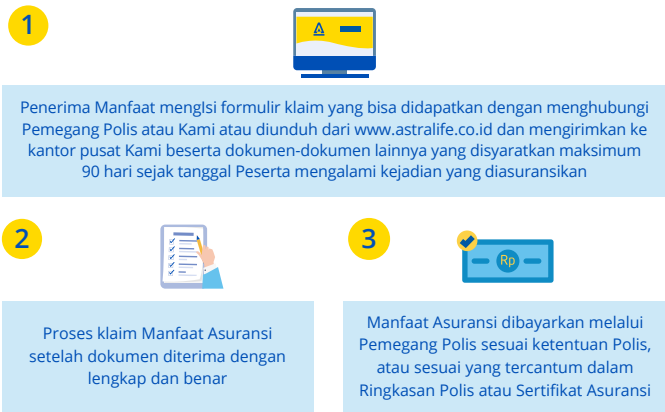 1
Penerima Manfaat mengIsi formulir klaim yang bisa didapatkan dengan menghubungi
Pemegang Polis atau Kami atau diunduh dari www.astralife.co.id dan mengirimkan ke
kantor pusat Kami beserta dokumen-dokumen lainnya yang disyaratkan maksimum
90 hari sejak tanggal Peserta mengalami kejadian yang diasuransikan
2
Proses klaim Manfaat Asuransi
setelah dokumen diterima dengan
lengkap dan benar
3
Rp
Manfaat Asuransi dibayarkan melalui
Pemegang Polis sesuai ketentuan Polis,
atau sesuai yang tercantum dalam
Ringkasan Polis atau Sertifikat Asuransi